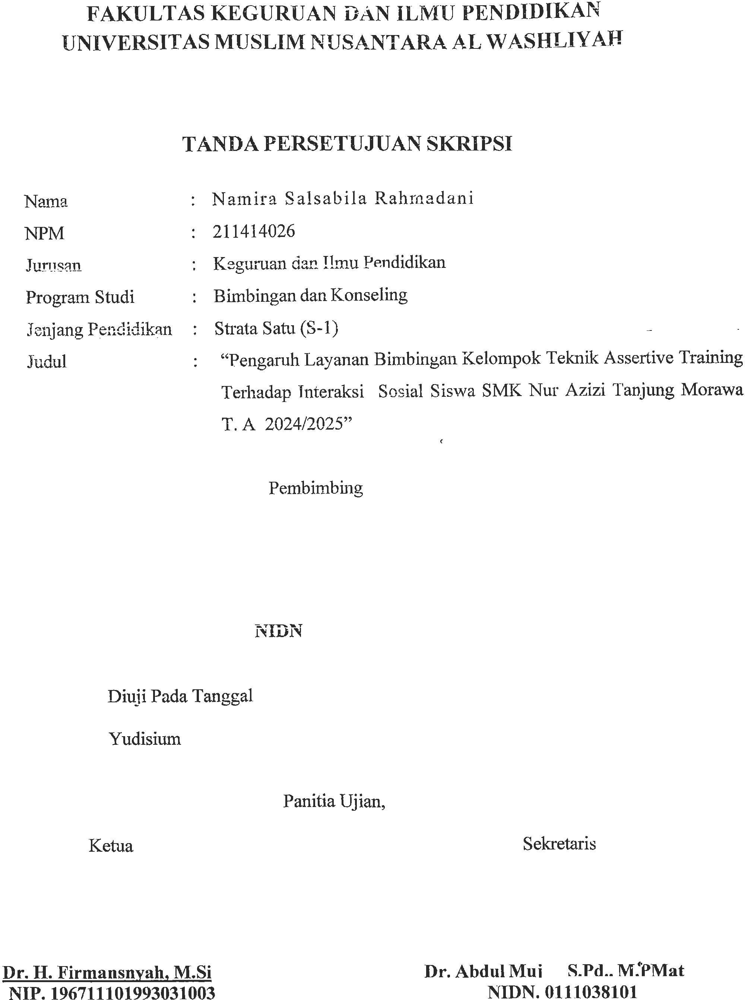 FAKULTAS KEGURUAN DAN ILMU PENDIDIKAN
UNIVERSITAS MUSLIM NUSANTARA AL WASHLIYAH
TANDA PERSETUJUAN SKRIPSI
Nama : Namira Salsabila Rahmadani
NPM : 211414026
Jurusan : Keguruan dan Ilmu Pendidikan
Program Studi : Bimbingan dan Konseling
Jenjang Pendidikan : Strata Satu (S-1)
Judul : “Pengaruh Layanan Bimbingan Kelompok Teknik Assertive Training
Terhadap Interaksi Sosial Siswa SMK Nur Azizi Tanjung Morawa
T. A 2024/2025”
Pembimbing
NIDN
Diuji Pada Tanggal
Yudisium
Panitia Ujian,
Ketua Sekretaris
Dr. H. Firmansnyah, M.Si Dr. Abdul Mui S.Pd.. M.PMat
NIP. 196711101993031003 NIDN. 0111038101